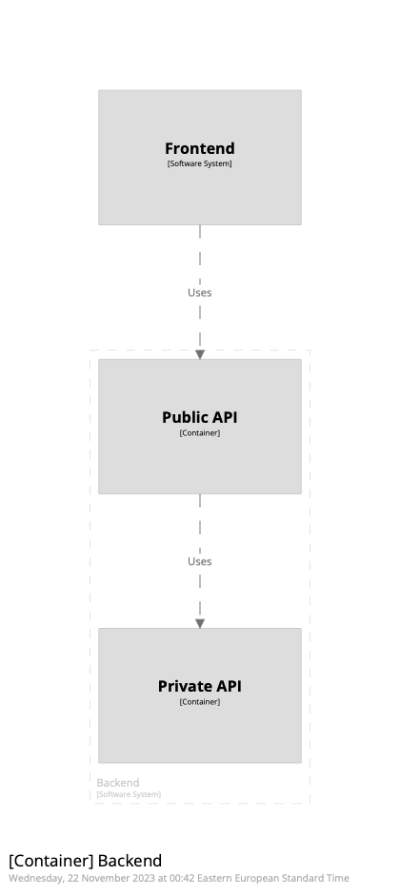 Frontend
[Software System]
Uses
Public API
[Container]
Uses
Private API
[Container]
Backend
[Software System]
[Container] Backend
Wednesday, 22 November 2023 at 00:42 Eastern European Standard Time